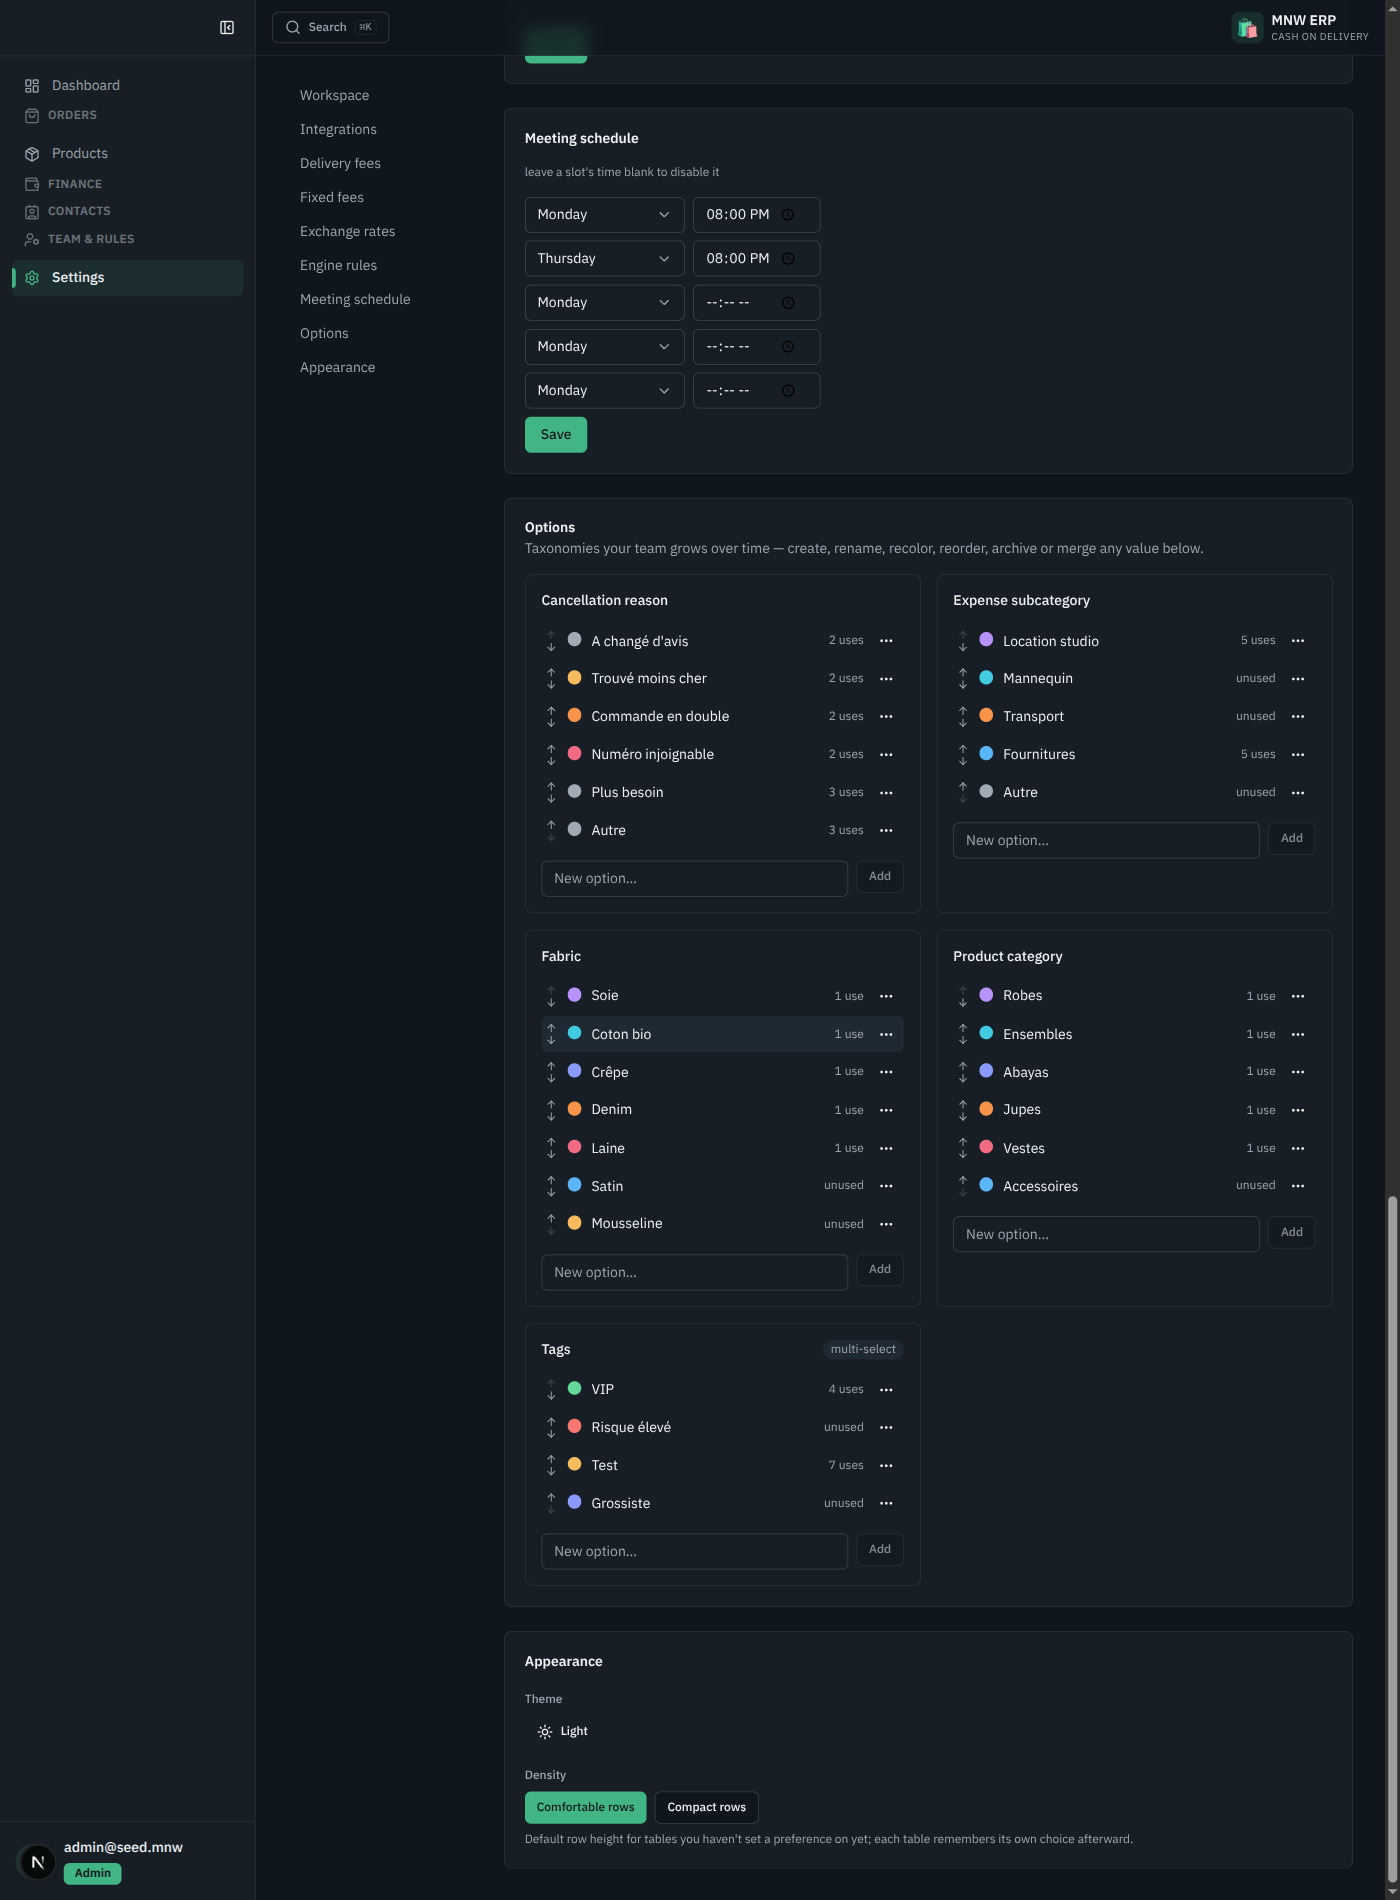 Search ⌘K
MNW ERP
CASH ON DELIVERY
Dashboard
ORDERS
Products
FINANCE
CONTACTS
TEAM & RULES
Settings
Workspace
Integrations
Delivery fees
Fixed fees
Exchange rates
Engine rules
Meeting schedule
Options
Appearance
Meeting schedule
leave a slot's time blank to disable it
Monday 08:00 PM
Thursday 08:00 PM
Monday --:-- --
Monday --:-- --
Monday --:-- --
Save
Options
Taxonomies your team grows over time — create, rename, recolor, reorder, archive or merge any value below.
Cancellation reason
A changé d'avis 2 uses
Trouvé moins cher 2 uses
Commande en double 2 uses
Numéro injoignable 2 uses
Plus besoin 3 uses
Autre 3 uses
New option... Add
Expense subcategory
Location studio 5 uses
Mannequin unused
Transport unused
Fournitures 5 uses
Autre unused
New option... Add
Fabric
Soie 1 use
Coton bio 1 use
Crêpe 1 use
Denim 1 use
Laine 1 use
Satin unused
Mousseline unused
New option... Add
Product category
Robes 1 use
Ensembles 1 use
Abayas 1 use
Jupes 1 use
Vestes 1 use
Accessoires unused
New option... Add
Tags multi-select
VIP 4 uses
Risque élevé unused
Test 7 uses
Grossiste unused
New option... Add
Appearance
Theme
Light
Density
Comfortable rows Compact rows
Default row height for tables you haven't set a preference on yet; each table remembers its own choice afterward.
N
admin@seed.mnw
Admin